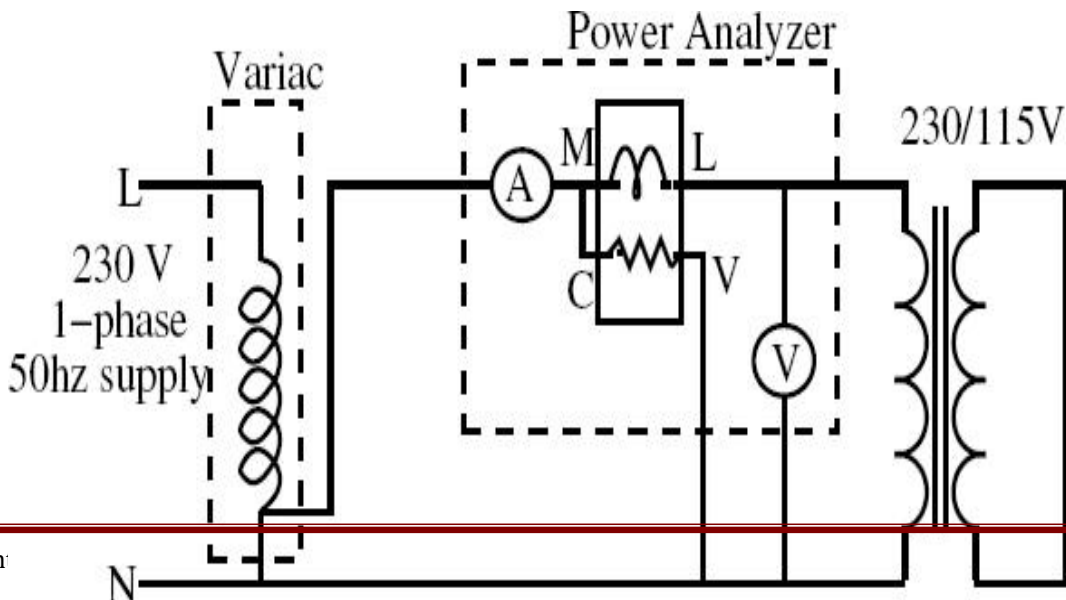 Power Analyzer
Variac
230/115V
M
L
A
L
230 V
1-phase
50hz supply
C
V
V
N